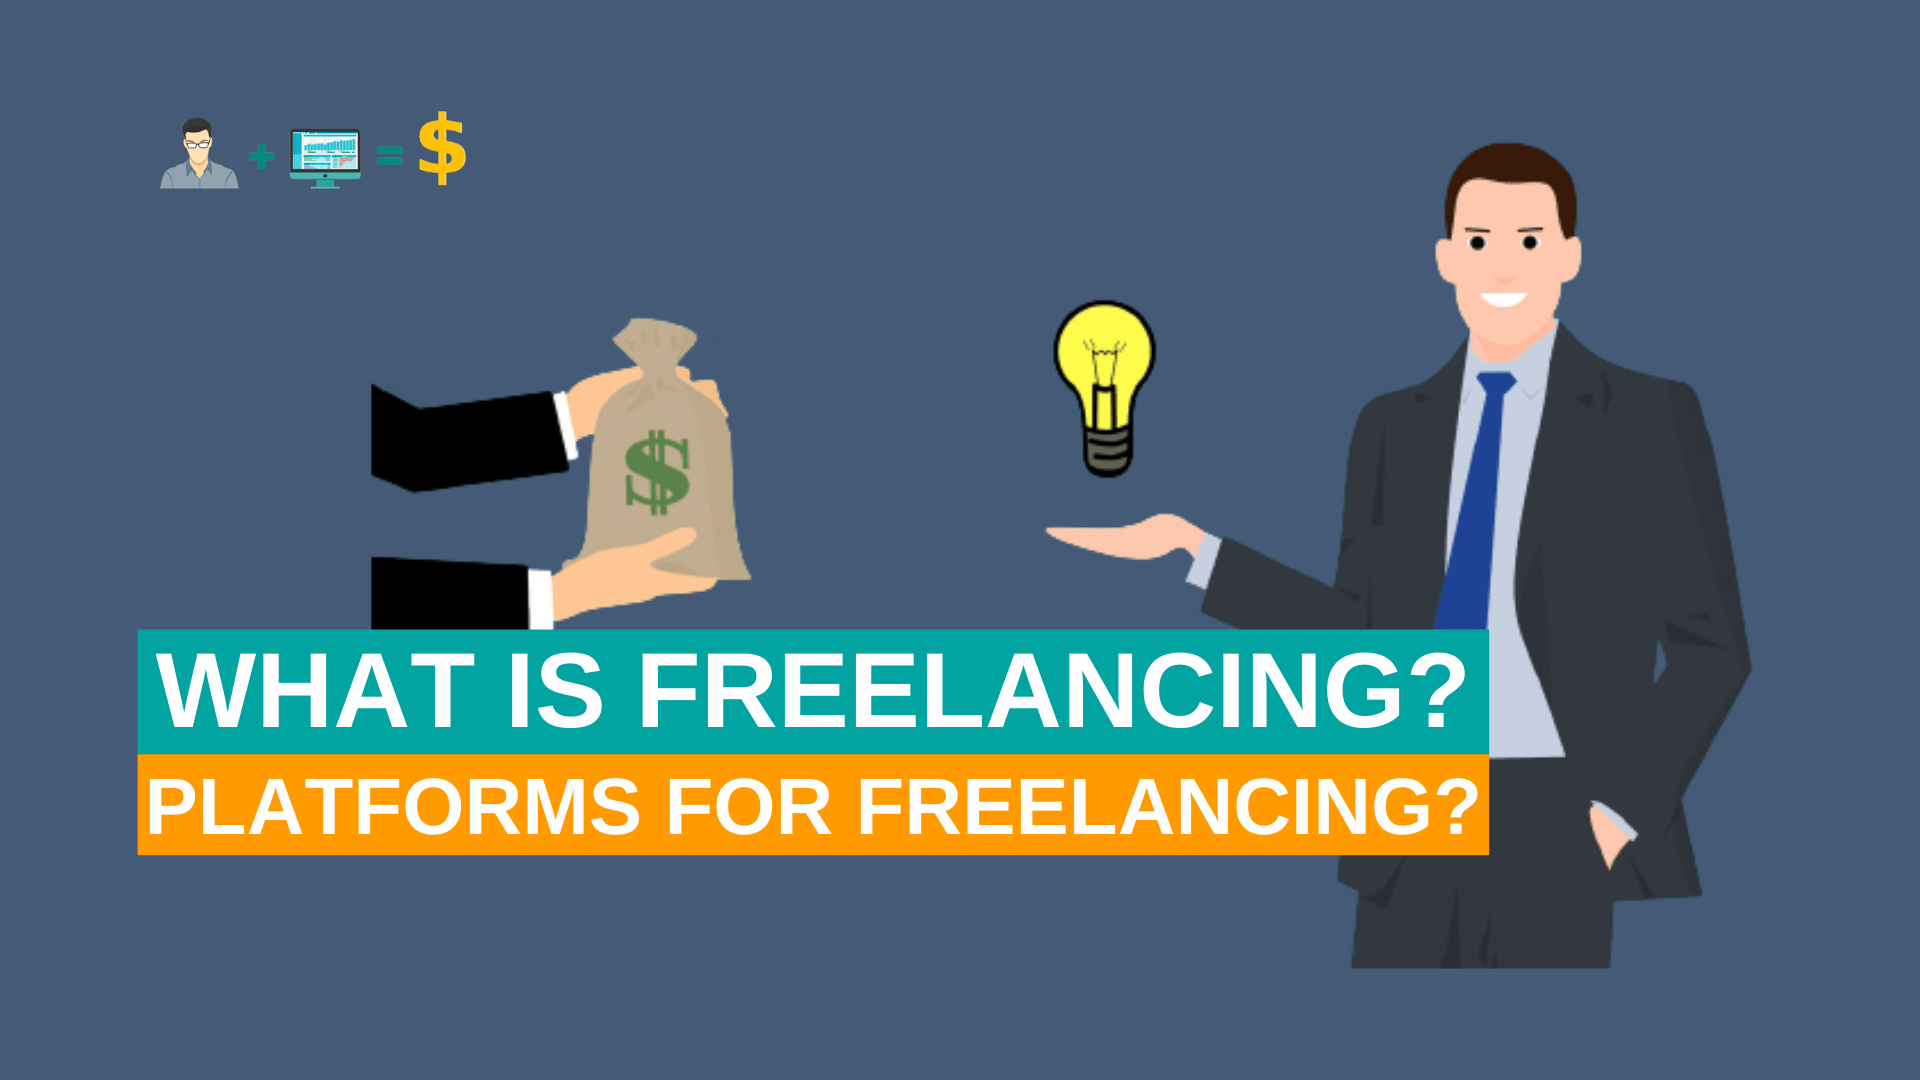 + = $
$
WHAT IS FREELANCING?
PLATFORMS FOR FREELANCING?